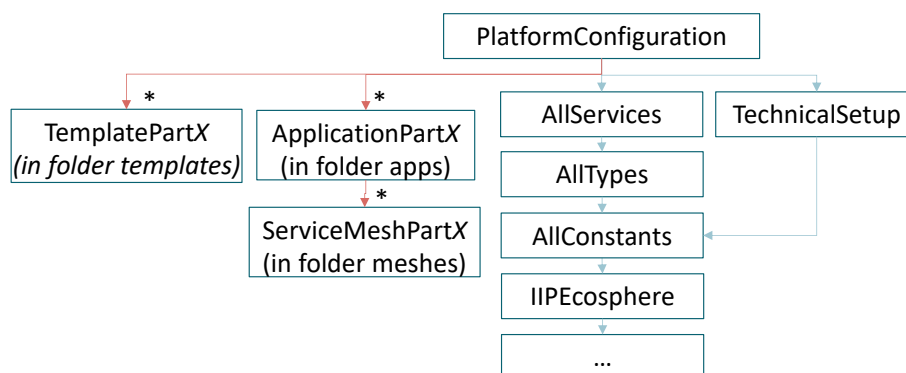 PlatformConfiguration
*
*
TemplatePartX
(in folder templates)
ApplicationPartX
(in folder apps)
AllServices
TechnicalSetup
AllTypes
*
ServiceMeshPartX
(in folder meshes)
AllConstants
IIPEcosphere
...